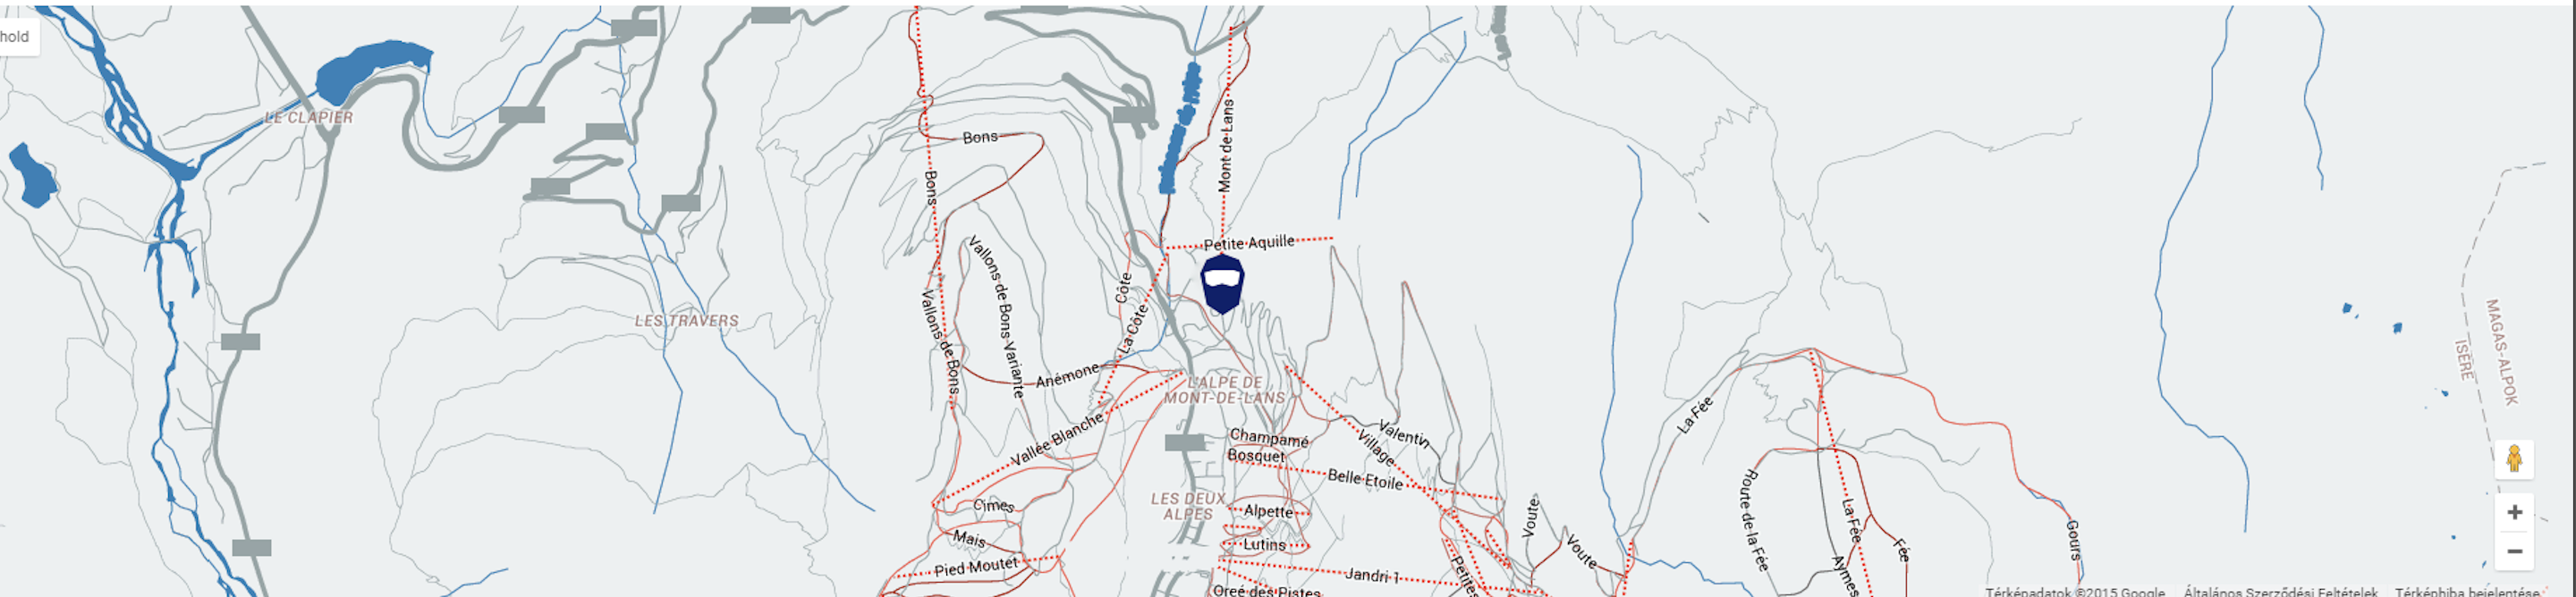 hold
LE CLAPIER
Bons
Bons
Mont de Lans
Petite Aquille
Vallons de Bons Variante
Vallons de Bons
Côte
La Côte
LES TRAVERS
Anémone
L'ALPE DE
MONT-DE-LANS
Vallée Blanche
Champamé
Bosquet
Valentin
Village
Belle Etoile
LES DEUX
ALPES
Cimes
Alpette
Mais
Lutins
Pied Moutet
Jandri 1
Oreé des Pistes
Petites
Voute
Voute
La-Fée
Route de la Fée
La Fée
Aymes
Fée
Gours
ISÈRE
MAGAS-ALPOK
+
−
Térképadatok ©2015 Google
Általános Szerződési Feltételek
Térképhiba bejelentése